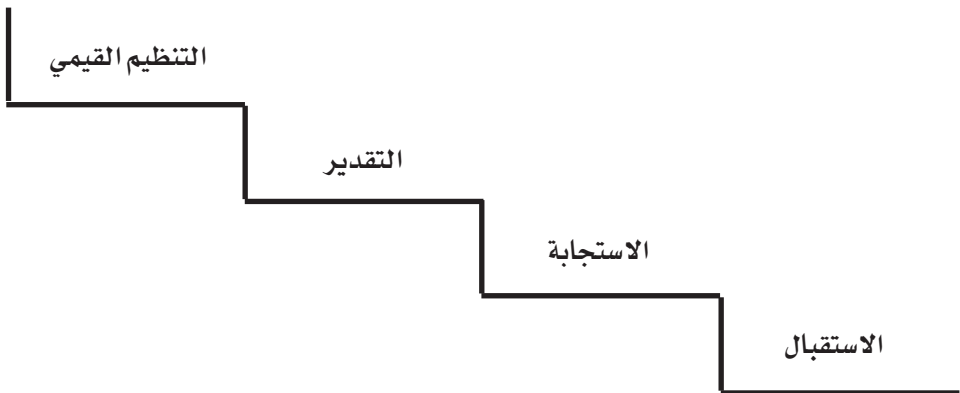 التنظيم القيمي
التقدير
الاستجابة
الاستقبال